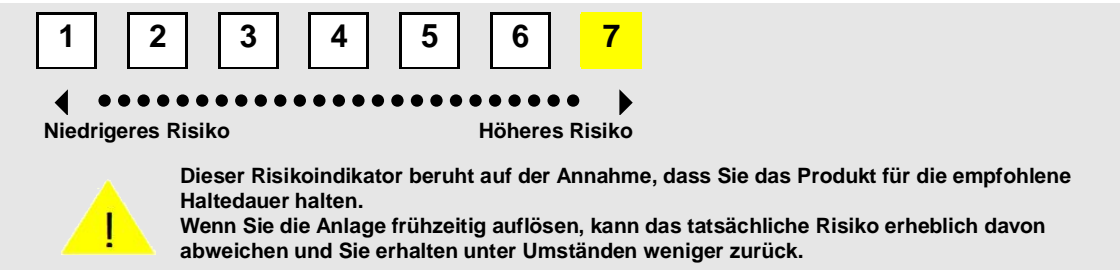 1 2 3 4 5 6 7
Niedrigeres Risiko Höheres Risiko
Dieser Risikoindikator beruht auf der Annahme, dass Sie das Produkt für die empfohlene
Haltedauer halten.
Wenn Sie die Anlage frühzeitig auflösen, kann das tatsächliche Risiko erheblich davon
abweichen und Sie erhalten unter Umständen weniger zurück.
!